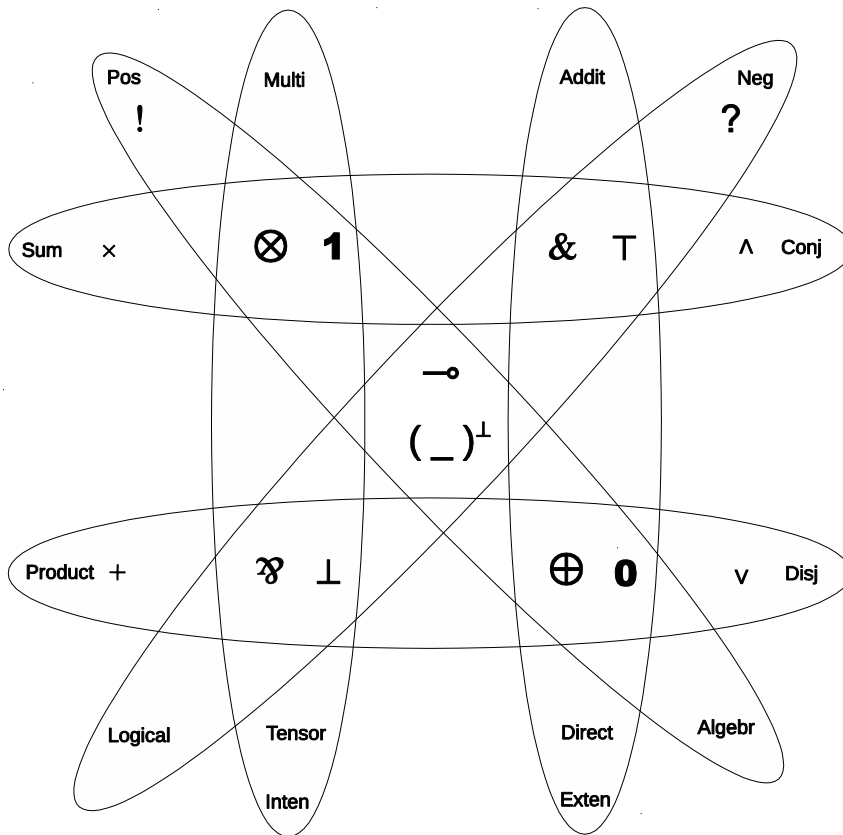 Pos Multi Addit Neg
! ?
Sum × ⊗ 1 & ⊤ ∧ Conj
⊸
( _ )⊥
Product + ⅋ ⊥ ⊕ 0 ∨ Disj
Logical Tensor Direct Algebr
Inten Exten